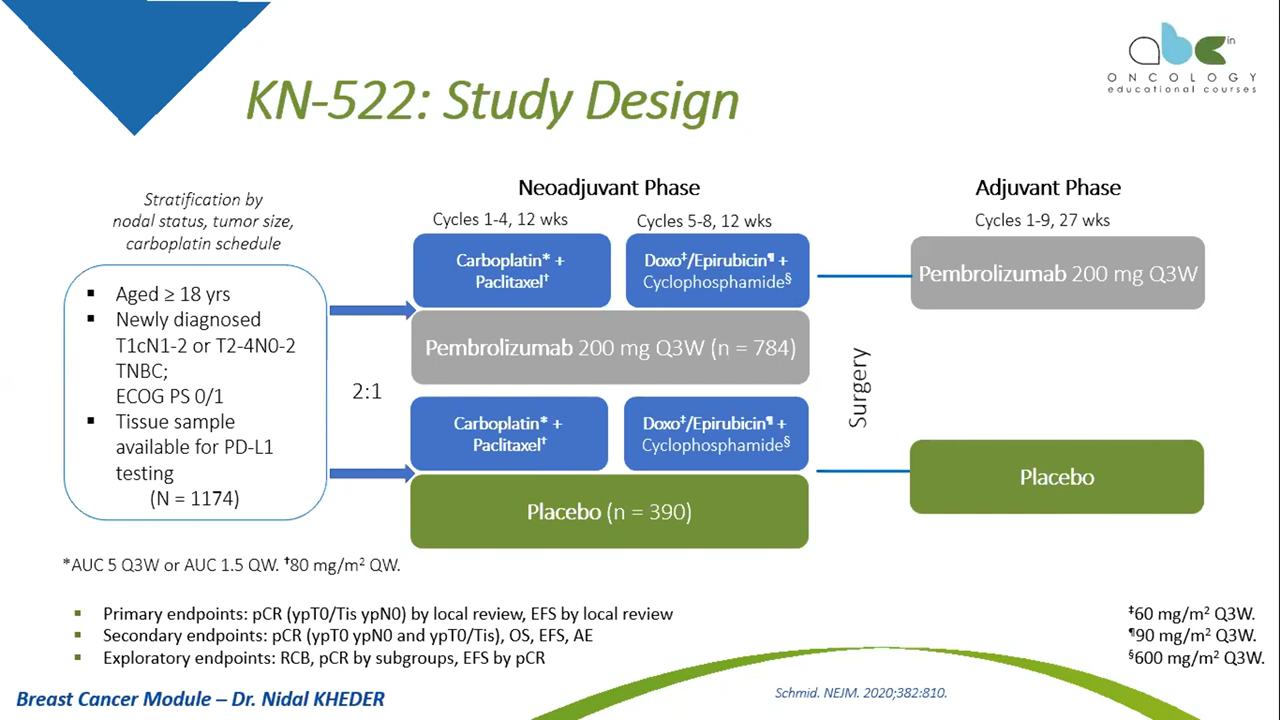 abc in
ONCOLOGY
educational courses
KN-522: Study Design
Stratification by
nodal status, tumor size,
carboplatin schedule
▪ Aged ≥ 18 yrs
▪ Newly diagnosed
T1cN1-2 or T2-4N0-2
TNBC;
ECOG PS 0/1
▪ Tissue sample
available for PD-L1
testing
(N = 1174)
2:1
Neoadjuvant Phase
Cycles 1-4, 12 wks
Cycles 5-8, 12 wks
Carboplatin* +
Paclitaxel†
Doxo‡/Epirubicin¶ +
Cyclophosphamide§
Pembrolizumab 200 mg Q3W (n = 784)
Carboplatin* +
Paclitaxel†
Doxo‡/Epirubicin¶ +
Cyclophosphamide§
Placebo (n = 390)
Surgery
Adjuvant Phase
Cycles 1-9, 27 wks
Pembrolizumab 200 mg Q3W
Placebo
*AUC 5 Q3W or AUC 1.5 QW. †80 mg/m² QW.
▪ Primary endpoints: pCR (ypT0/Tis ypN0) by local review, EFS by local review
▪ Secondary endpoints: pCR (ypT0 ypN0 and ypT0/Tis), OS, EFS, AE
▪ Exploratory endpoints: RCB, pCR by subgroups, EFS by pCR
‡60 mg/m² Q3W.
¶90 mg/m² Q3W.
§600 mg/m² Q3W.
Breast Cancer Module – Dr. Nidal KHEDER
Schmid. NEJM. 2020;382:810.